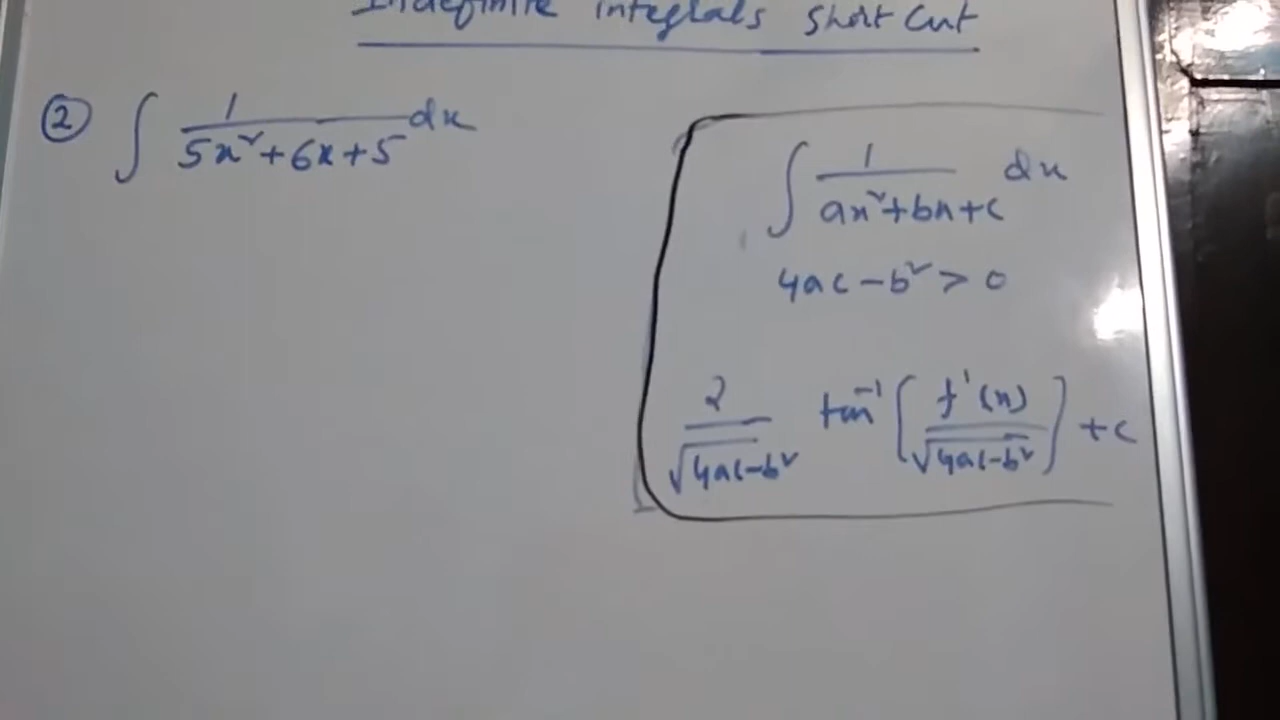 Indefinite integrals Short Cut
② ∫ 1/(5x²+6x+5) dx
∫ 1/(ax²+bx+c) dx
4ac-b² > 0
2/√(4ac-b²) tan⁻¹ [f'(x)/√(4ac-b²)] + c